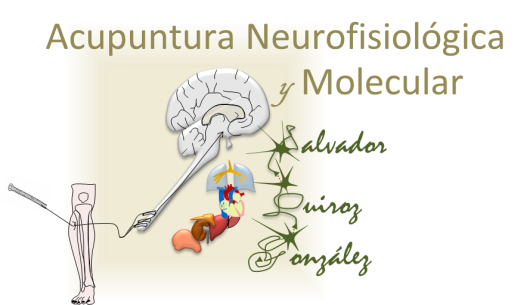 Acupuntura Neurofisiológica
y Molecular
Salvador
Quiroz
González